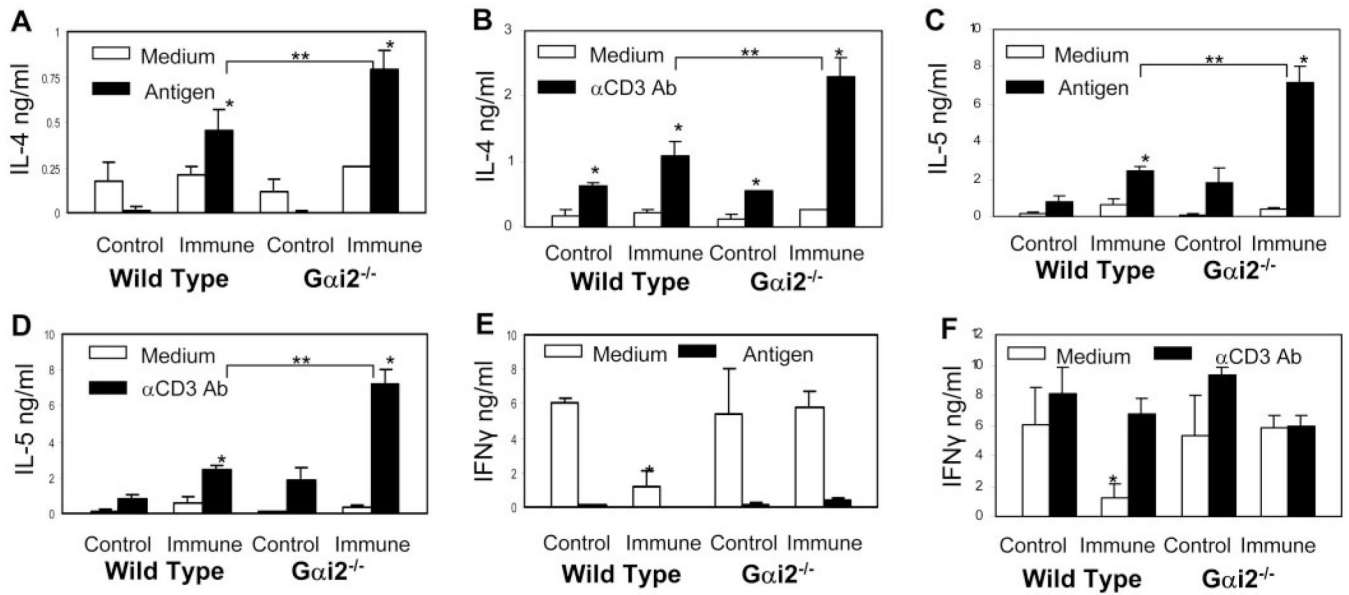 A
IL-4 ng/ml
1
0.75
0.5
0.25
0
Medium
Antigen
*
**
*
Control Immune Control Immune
Wild Type Gαi2-/-
B
IL-4 ng/ml
3
2
1
0
Medium
αCD3 Ab
*
*
*
**
*
Control Immune Control Immune
Wild Type Gαi2-/-
C
IL-5 ng/ml
10
8
6
4
2
0
Medium
Antigen
*
**
*
Control Immune Control Immune
Wild Type Gαi2-/-
D
IL-5 ng/ml
10
8
6
4
2
0
Medium
αCD3 Ab
*
**
*
Control Immune Control Immune
Wild Type Gαi2-/-
E
IFNγ ng/ml
10
8
6
4
2
0
Medium Antigen
*
Control Immune Control Immune
Wild Type Gαi2-/-
F
IFNγ ng/ml
12
10
8
6
4
2
0
Medium αCD3 Ab
*
Control Immune Control Immune
Wild Type Gαi2-/-